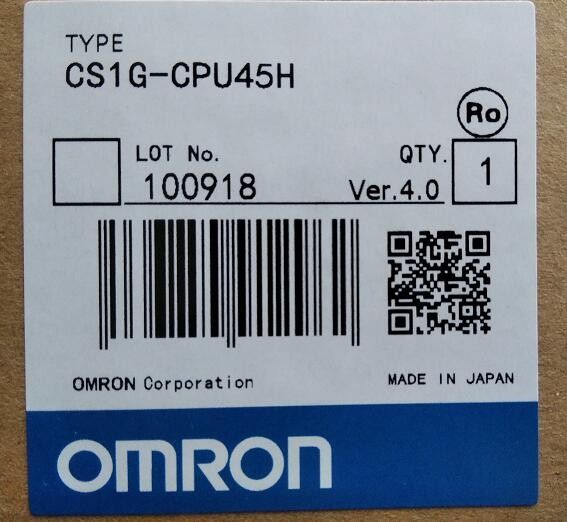 TYPE
CS1G-CPU45H
Ro
LOT No. QTY.
100918 Ver.4.0 1
OMRON Corporation MADE IN JAPAN
OMRON